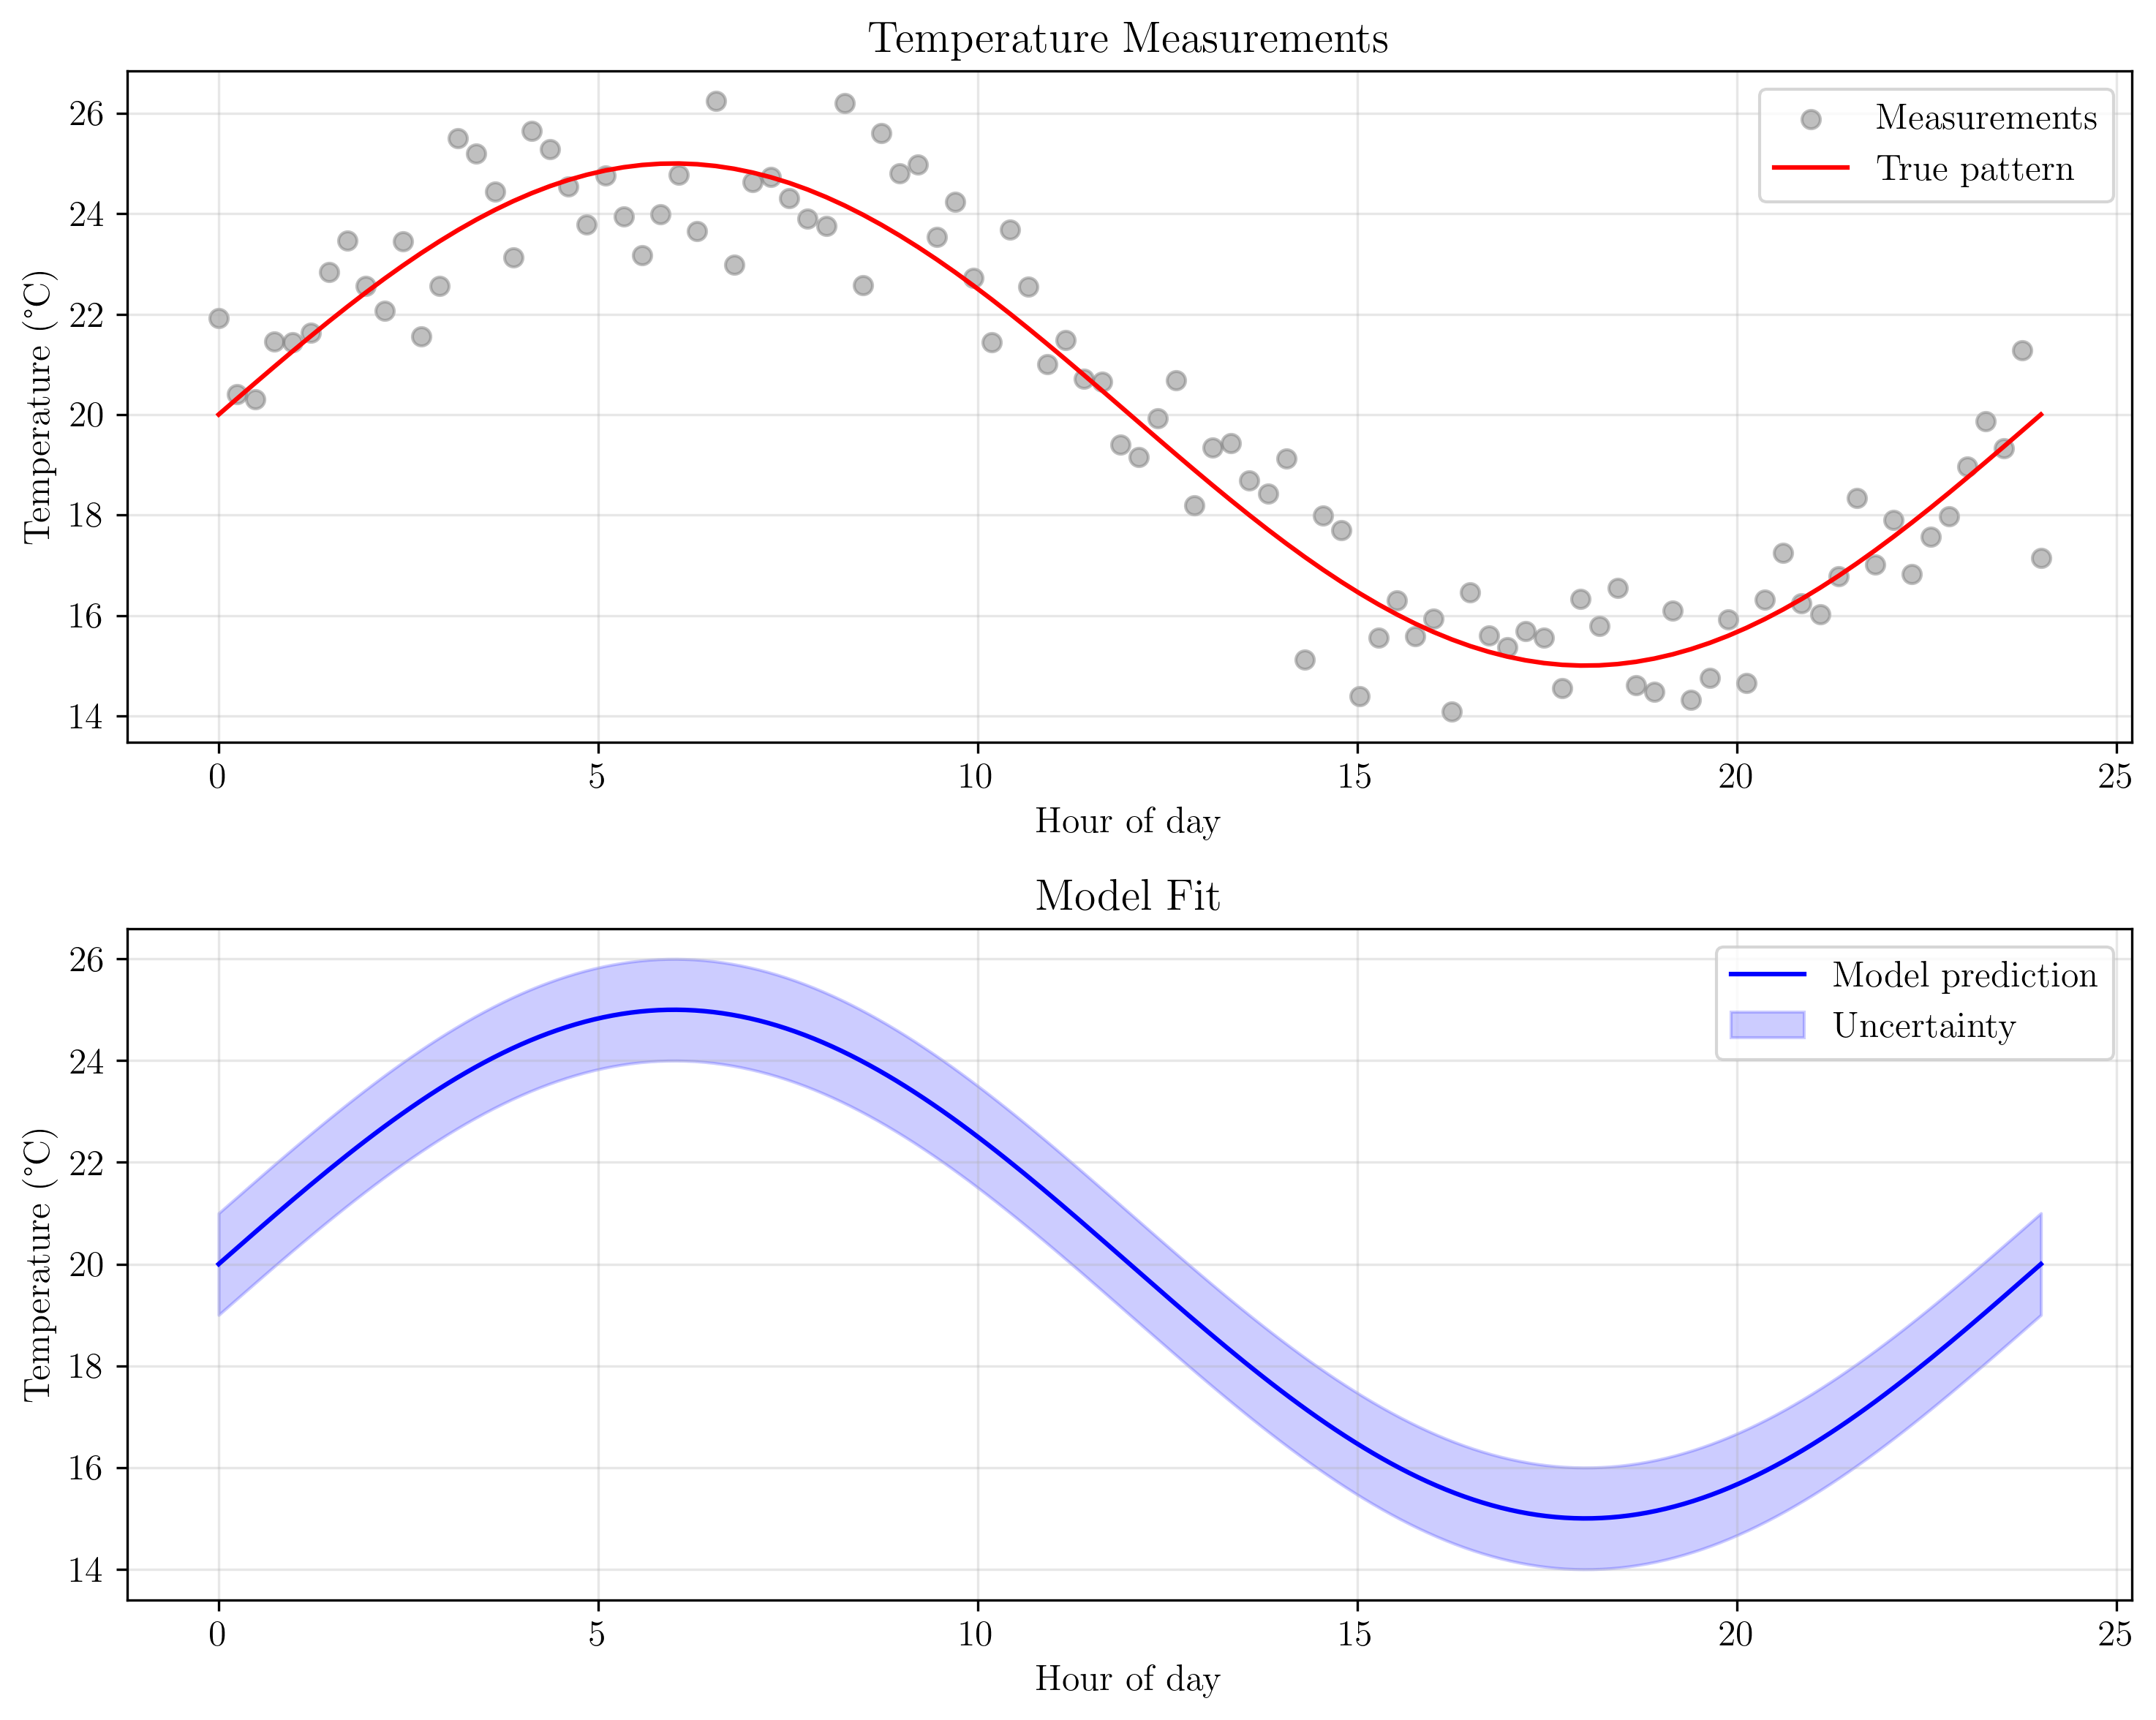 Temperature Measurements
Temperature (°C)
26
24
22
20
18
16
14
Measurements
True pattern
0 5 10 15 20 25
Hour of day
Model Fit
Temperature (°C)
26
24
22
20
18
16
14
Model prediction
Uncertainty
0 5 10 15 20 25
Hour of day